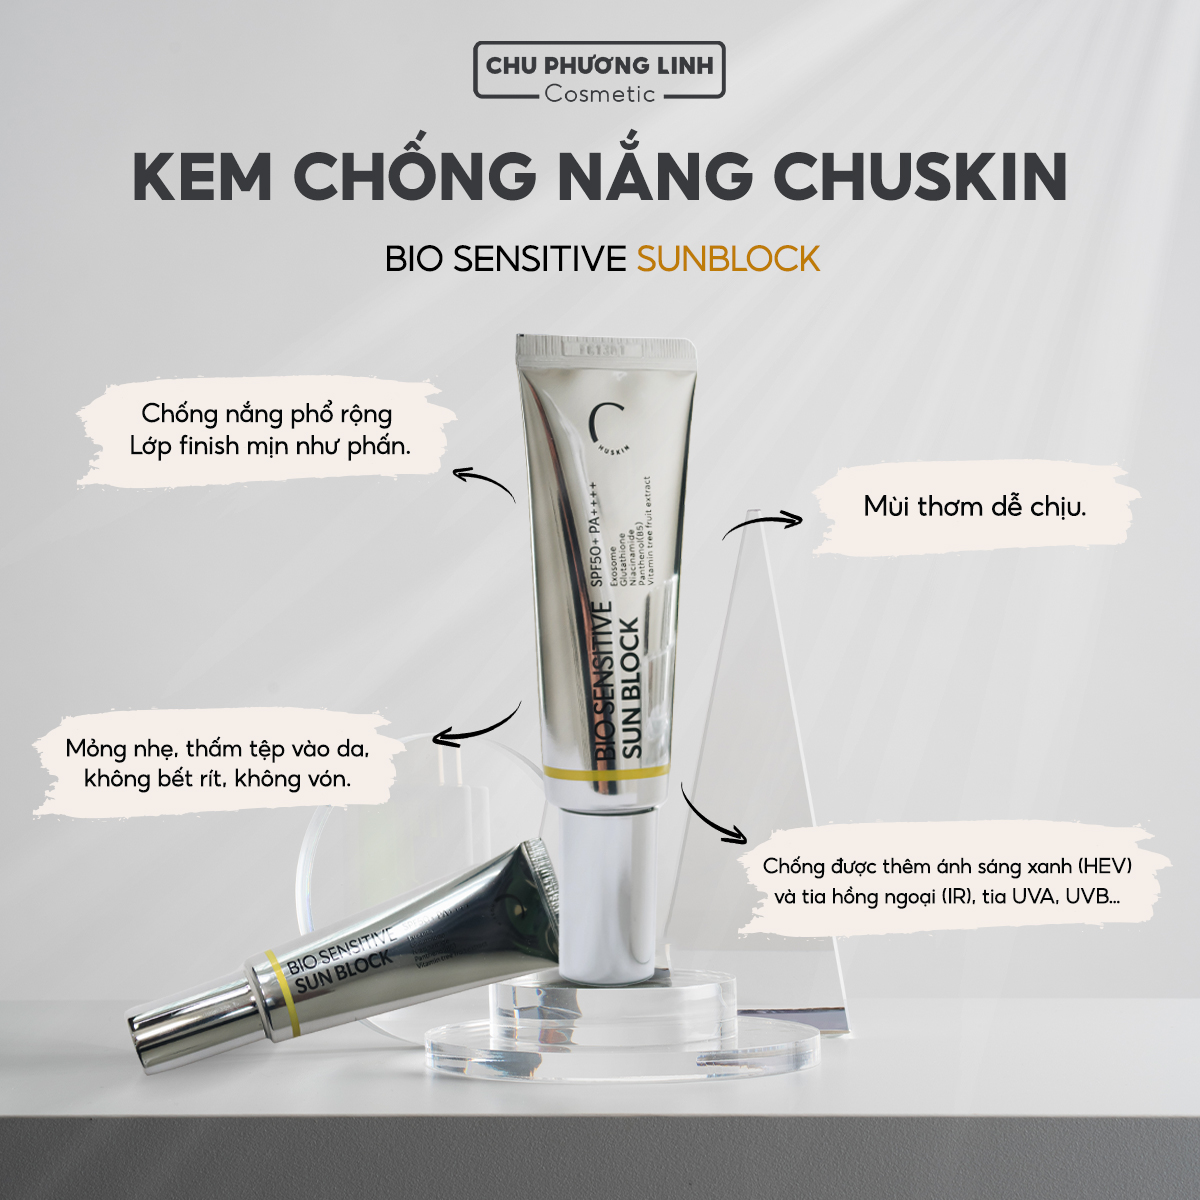 CHU PHƯƠNG LINH
Cosmetic
KEM CHỐNG NẮNG CHUSKIN
BIO SENSITIVE SUNBLOCK
Chống nắng phổ rộng
Lớp finish mịn như phấn.
Mùi thơm dễ chịu.
Mỏng nhẹ, thấm tệp vào da,
không bết rít, không vón.
Chống được thêm ánh sáng xanh (HEV)
và tia hồng ngoại (IR), tia UVA, UVB...
C
HUSKIN
BIO SENSITIVE
SUN BLOCK
SPF50+ PA++++
Exosome
Glutathione
Niacinamide
Panthenol(B5)
Vitamin tree fruit extract
BIO SENSITIVE
SUN BLOCK